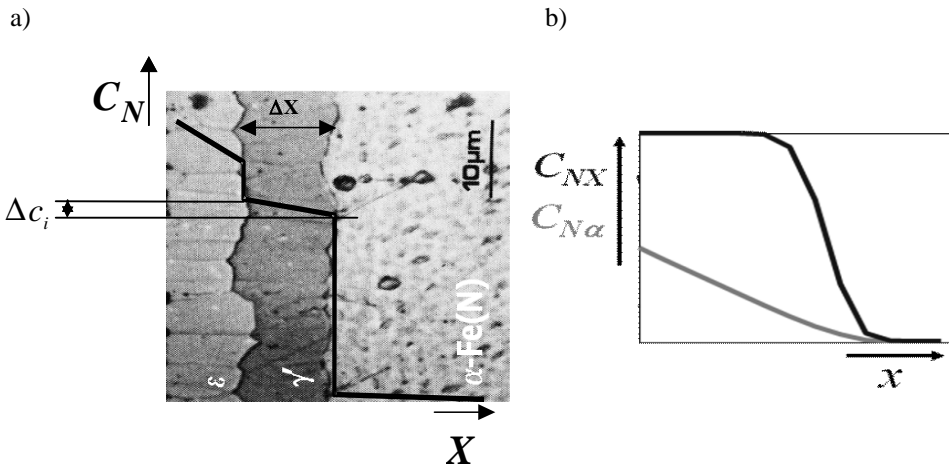 a)
b)
C_N
ΔX
10μm
Δc_i
ε
γ'
α-Fe(N)
X
C_NX
C_Nα
x